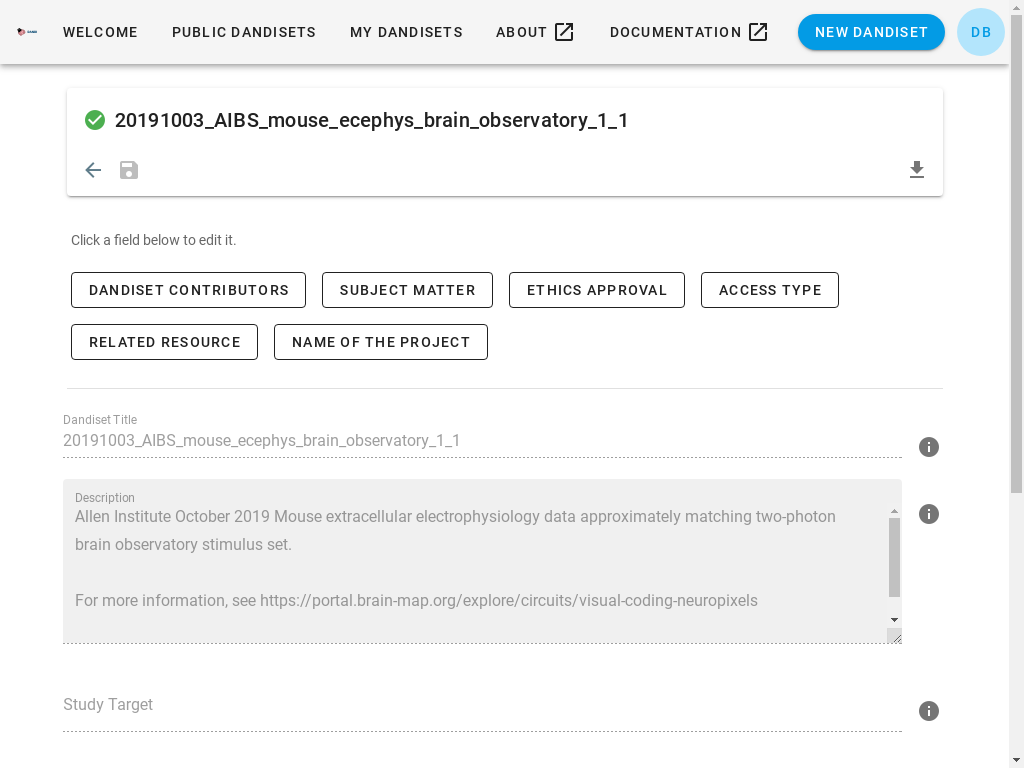 WELCOME PUBLIC DANDISETS MY DANDISETS ABOUT DOCUMENTATION NEW DANDISET DB
20191003_AIBS_mouse_ecephys_brain_observatory_1_1
Click a field below to edit it.
DANDISET CONTRIBUTORS SUBJECT MATTER ETHICS APPROVAL ACCESS TYPE
RELATED RESOURCE NAME OF THE PROJECT
Dandiset Title
20191003_AIBS_mouse_ecephys_brain_observatory_1_1
Description
Allen Institute October 2019 Mouse extracellular electrophysiology data approximately matching two-photon
brain observatory stimulus set.
For more information, see https://portal.brain-map.org/explore/circuits/visual-coding-neuropixels
Study Target